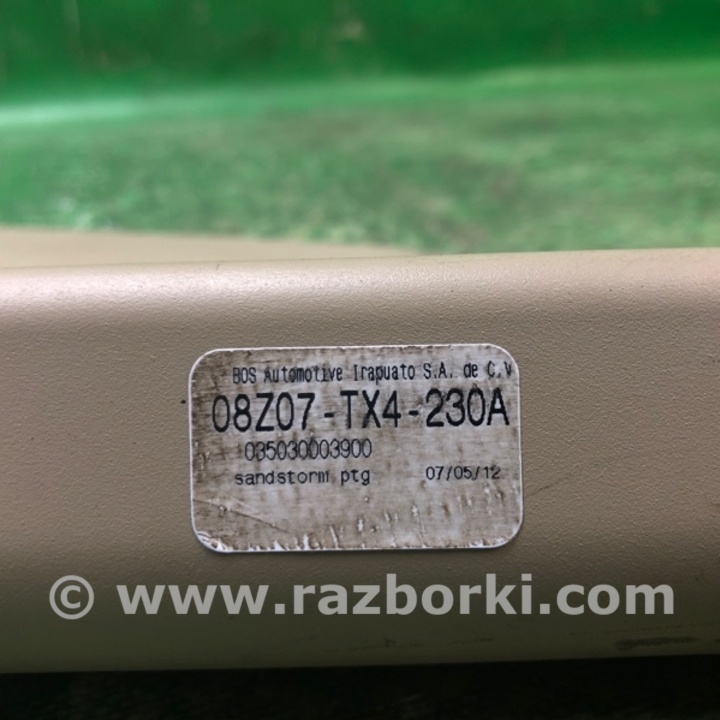 BOS Automotive Irapuato S.A. de C.V
08Z07-TX4-230A
035030003900
sandstorm ptg 07/05/12
© www.razborki.com